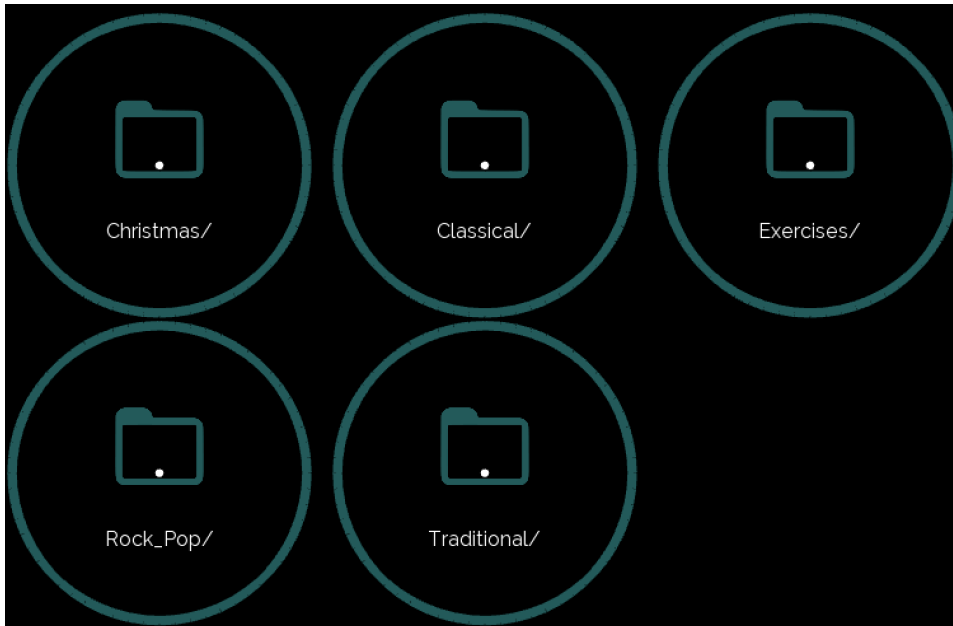 Christmas/
Classical/
Exercises/
Rock_Pop/
Traditional/